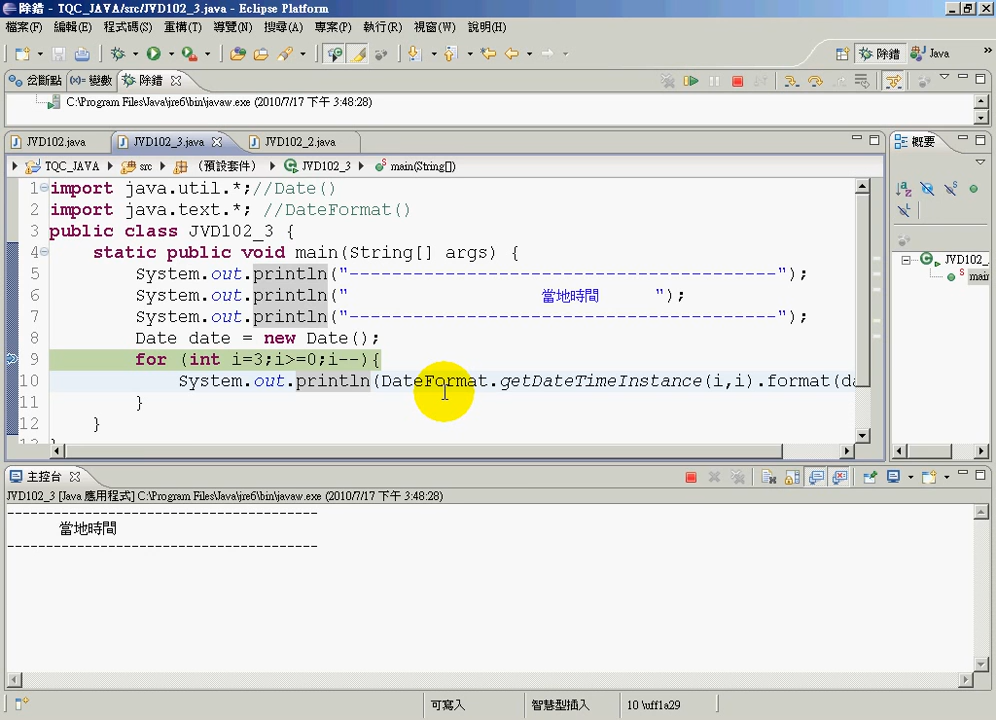 除錯 - TQC_JAVA/src/JVD102_3.java - Eclipse Platform
檔案(F) 編輯(E) 程式碼(S) 重構(T) 導覽(N) 搜尋(A) 專案(P) 執行(R) 視窗(W) 說明(H)
除錯 Java »
岔斷點 (x)= 變數 除錯
C:\Program Files\Java\jre6\bin\javaw.exe (2010/7/17 下午 3:48:28)
JVD102.java JVD102_3.java JVD102_2.java
概要
TQC_JAVA src (預設套件) JVD102_3 main(String[])
1 import java.util.*;//Date()
2 import java.text.*; //DateFormat()
3 public class JVD102_3 {
4 static public void main(String[] args) {
5 System.out.println("----------------------------------------");
6 System.out.println(" 當地時間 ");
7 System.out.println("----------------------------------------");
8 Date date = new Date();
9 for (int i=3;i>=0;i--){
10 System.out.println(DateFormat.getDateTimeInstance(i,i).format(da
11 }
12 }
JVD102_
main
主控台
JVD102_3 [Java 應用程式] C:\Program Files\Java\jre6\bin\javaw.exe (2010/7/17 下午 3:48:28)
----------------------------------------
當地時間
----------------------------------------
可寫入 智慧型插入 10 \uff1a29